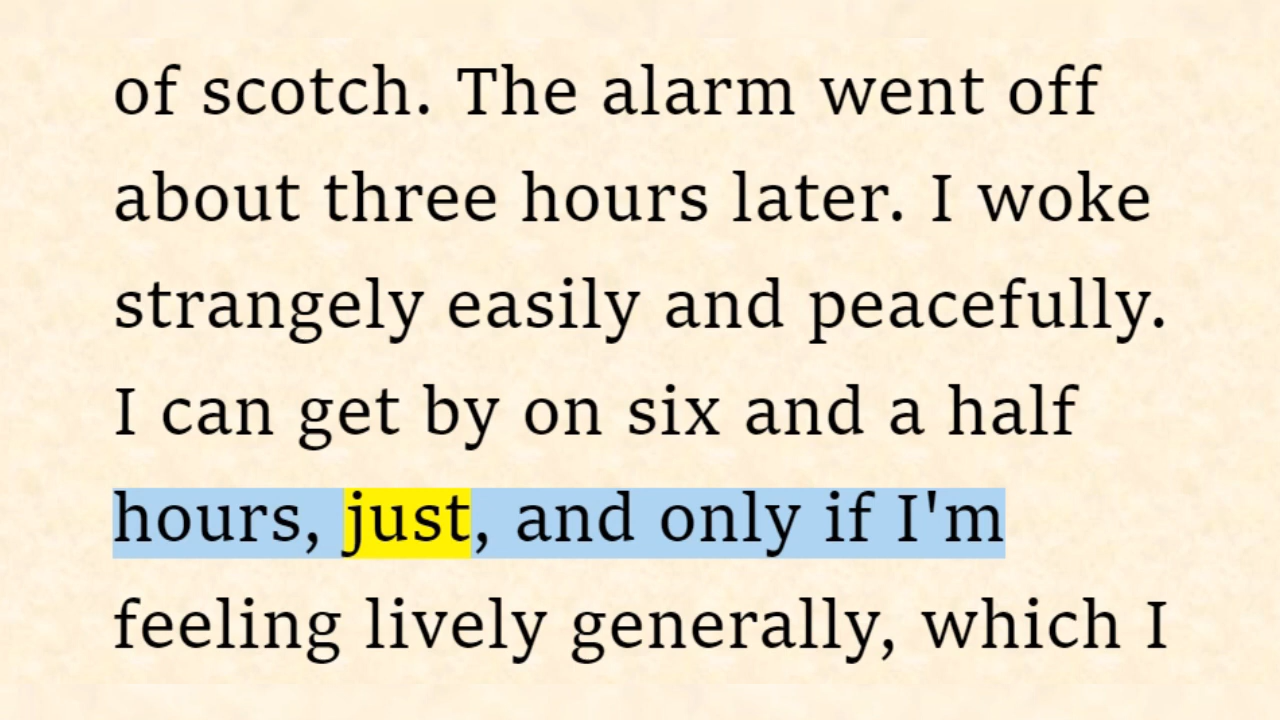 of scotch. The alarm went off
about three hours later. I woke
strangely easily and peacefully.
I can get by on six and a half
hours, just, and only if I'm
feeling lively generally, which I